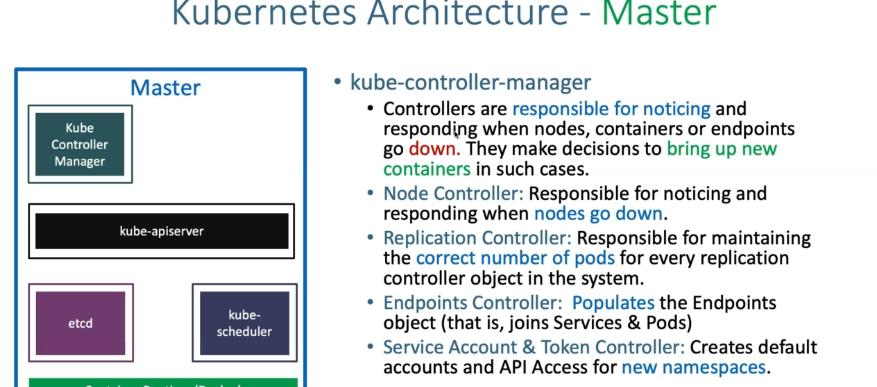 Kubernetes Architecture - Master
Master
Kube
Controller
Manager
kube-apiserver
etcd
kube-
scheduler
• kube-controller-manager
• Controllers are responsible for noticing and
responding when nodes, containers or endpoints
go down. They make decisions to bring up new
containers in such cases.
• Node Controller: Responsible for noticing and
responding when nodes go down.
• Replication Controller: Responsible for maintaining
the correct number of pods for every replication
controller object in the system.
• Endpoints Controller: Populates the Endpoints
object (that is, joins Services & Pods)
• Service Account & Token Controller: Creates default
accounts and API Access for new namespaces.